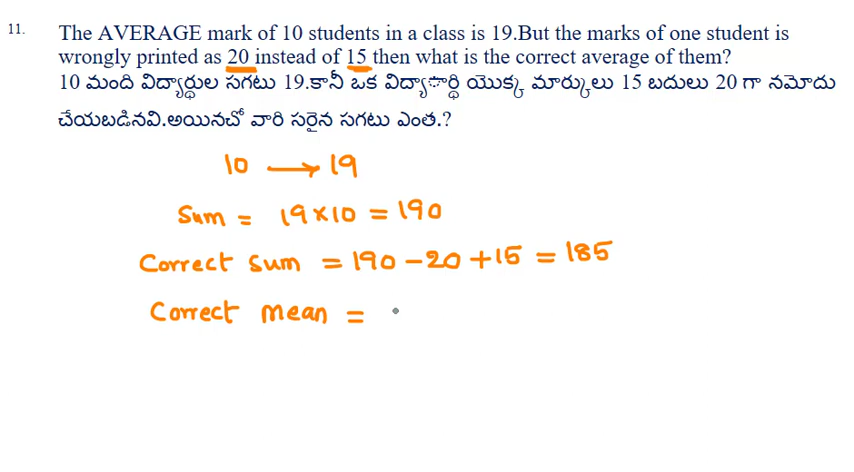 11. The AVERAGE mark of 10 students in a class is 19.But the marks of one student is
wrongly printed as 20 instead of 15 then what is the correct average of them?
10 మంది విద్యార్థుల సగటు 19.కానీ ఒక విద్యార్థి యొక్క మార్కులు 15 బదులు 20 గా నమోదు
చేయబడినవి.అయినచో వారి సరైన సగటు ఎంత.?
10 → 19
Sum = 19×10 = 190
Correct Sum = 190 - 20 + 15 = 185
Correct mean =